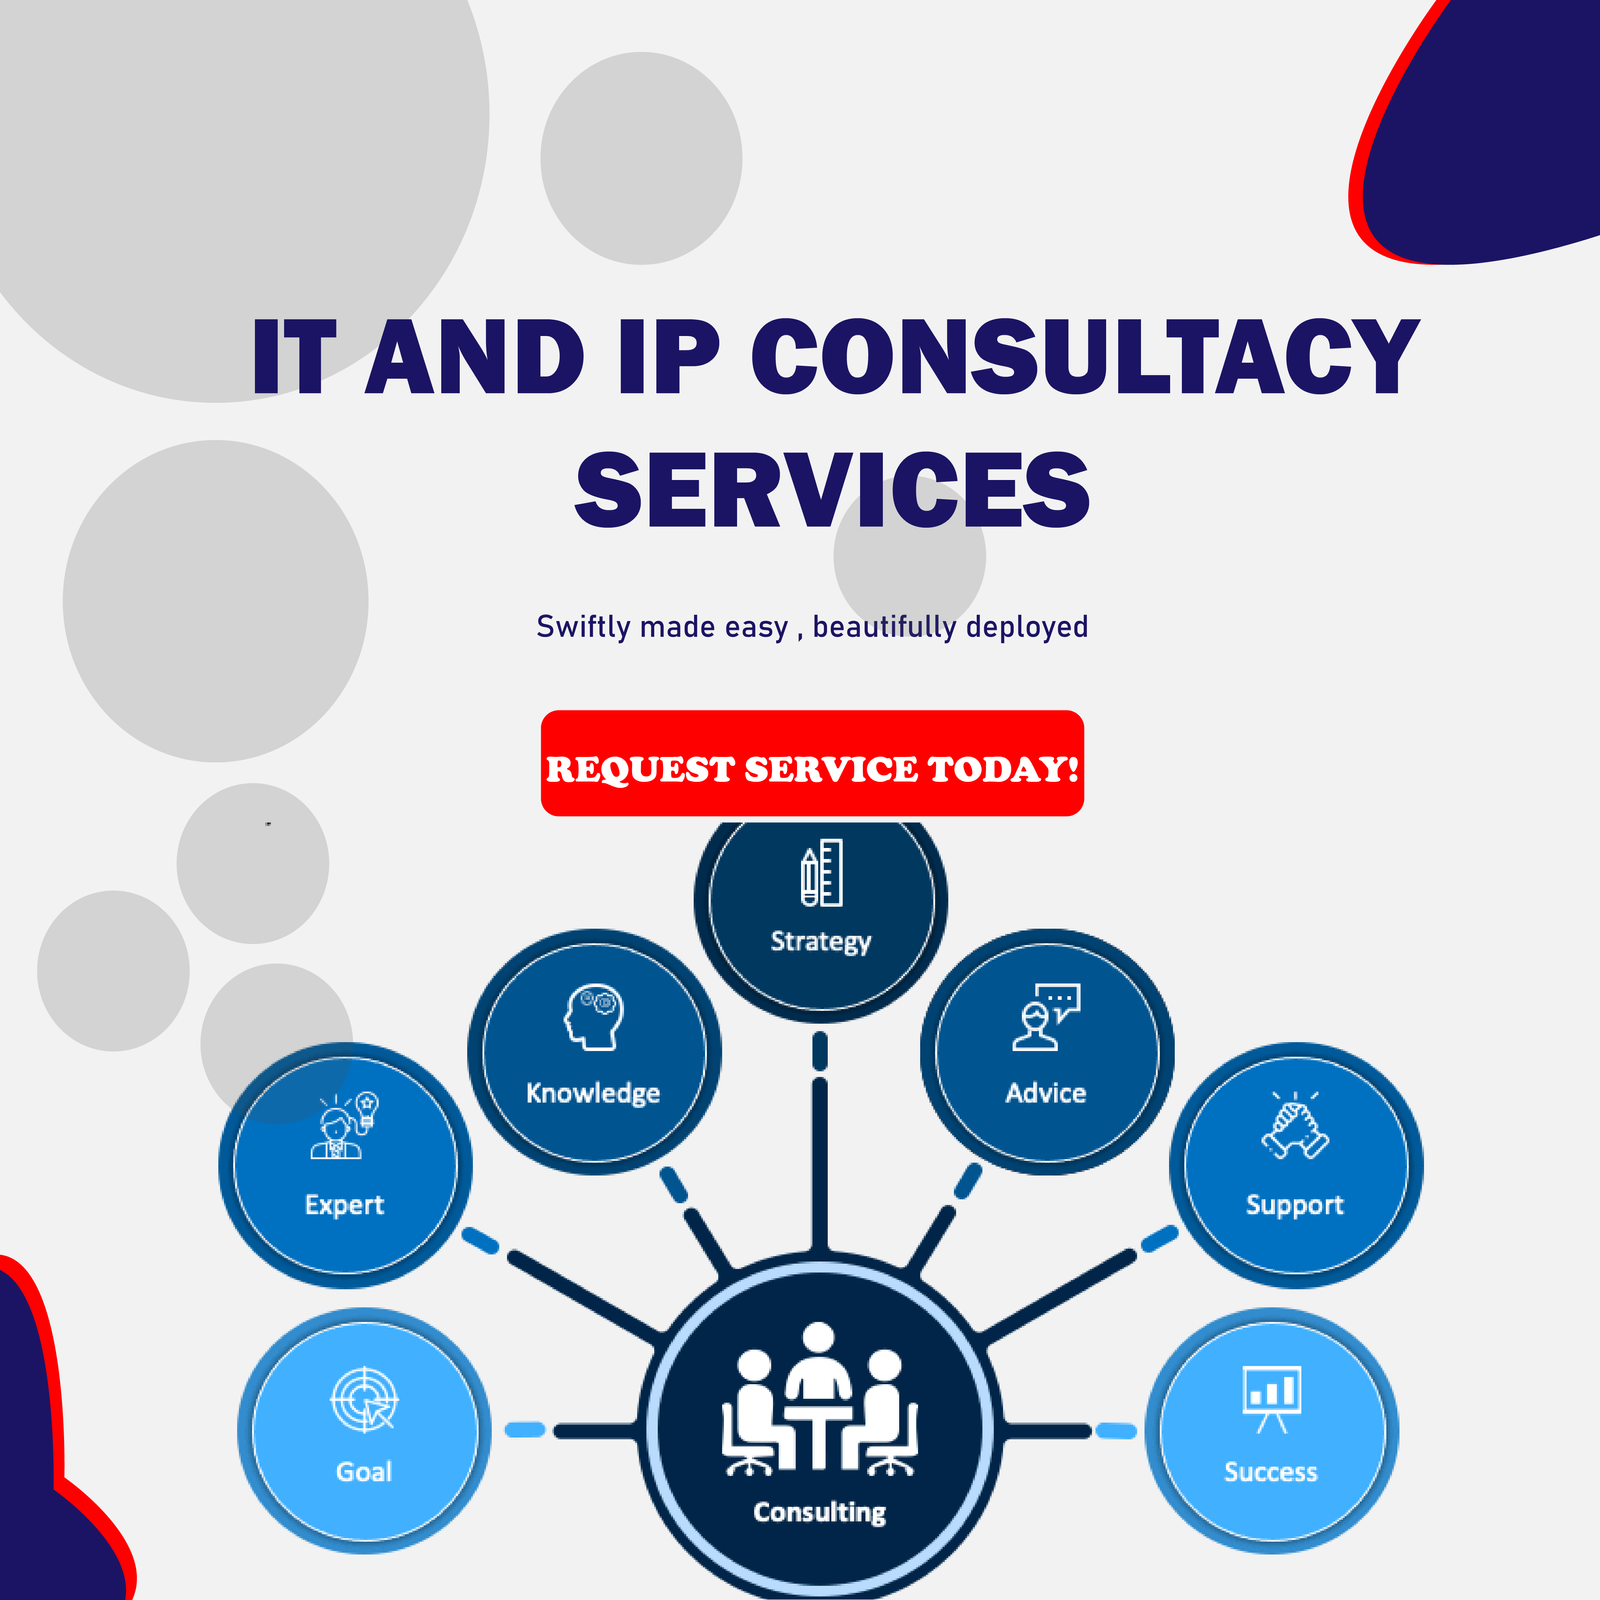 IT AND IP CONSULTACY
SERVICES
Swiftly made easy , beautifully deployed
REQUEST SERVICE TODAY!
Strategy
Knowledge
Advice
Expert
Support
Goal
Success
Consulting